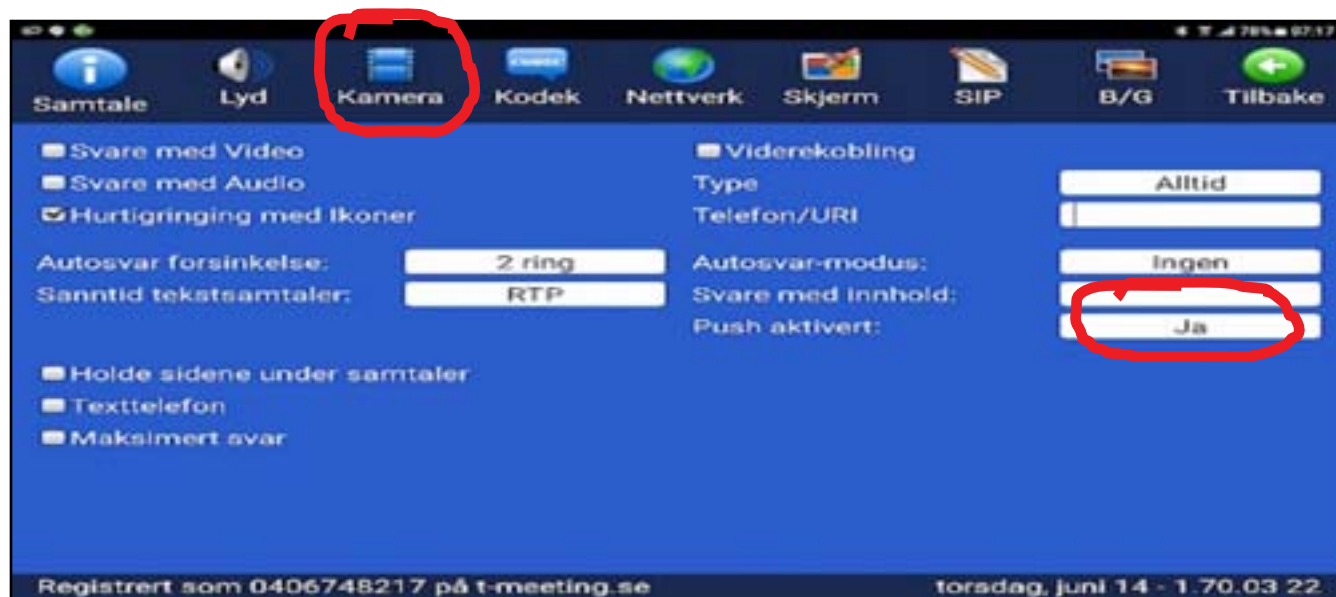 78% 07:17
Samtale Lyd Kamera Kodek Nettverk Skjerm SIP B/G Tilbake
Svare med Video
Svare med Audio
Hurtigringing med Ikoner
Autosvar forsinkelse: 2 ring
Sanntid tekstsamtaler: RTP
Viderekobling
Type Alltid
Telefon/URI
Autosvar-modus: Ingen
Svare med innhold:
Push aktivert: Ja
Holde sidene under samtaler
Texttelefon
Maksimert svar
Registrert som 0406748217 på t-meeting.se torsdag, juni 14 - 1.70.03 22